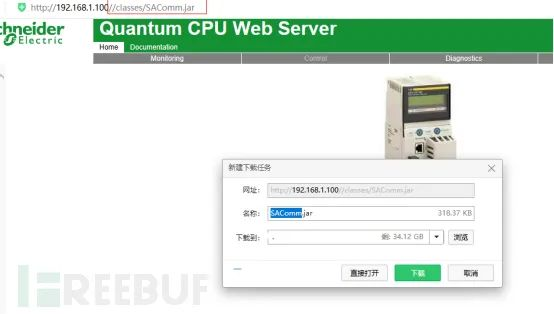 http://192.168.1.100//classes/SAComm.jar
chneider
Electric
Quantum CPU Web Server
Home Documentation
Monitoring Control Diagnostics
新建下载任务
网址: http://192.168.1.100//classes/SAComm.jar
名称: SAComm.jar 318.37 KB
下载到: 剩: 34.12 GB 浏览
直接打开 下载 取消
FREEBUF